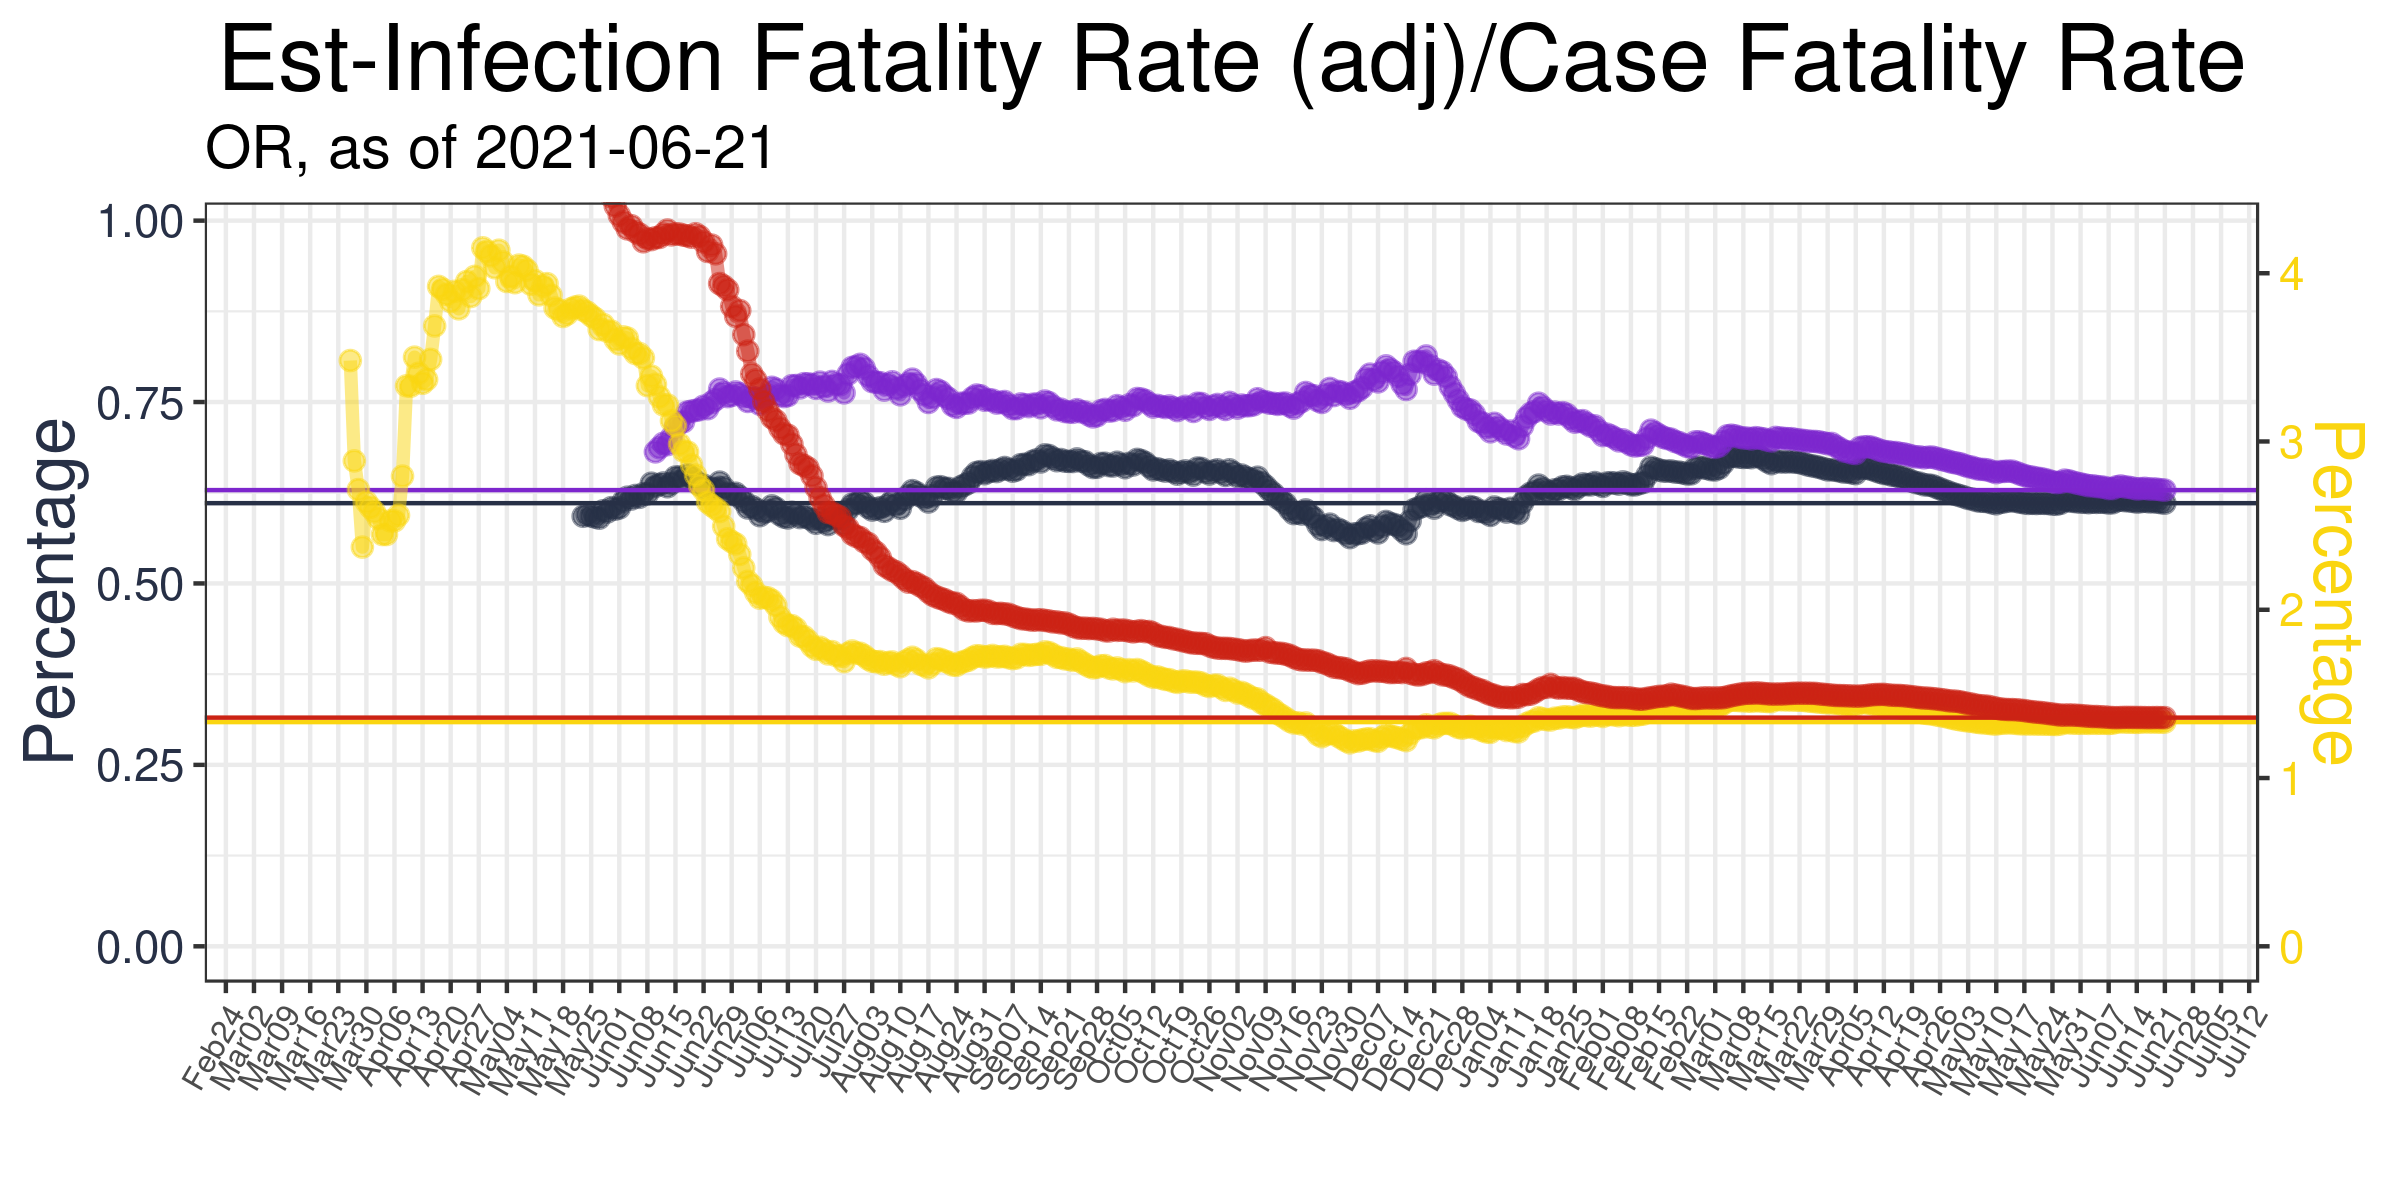 Est-Infection Fatality Rate (adj)/Case Fatality Rate
OR, as of 2021-06-21
Percentage
1.00
0.75
0.50
0.25
0.00
4
3
2
1
0
Percentage
Feb24
Mar02
Mar09
Mar16
Mar23
Mar30
Apr06
Apr13
Apr20
Apr27
May04
May11
May18
May25
Jun01
Jun08
Jun15
Jun22
Jun29
Jul06
Jul13
Jul20
Jul27
Aug03
Aug10
Aug17
Aug24
Aug31
Sep07
Sep14
Sep21
Sep28
Oct05
Oct12
Oct19
Oct26
Nov02
Nov09
Nov16
Nov23
Nov30
Dec07
Dec14
Dec21
Dec28
Jan04
Jan11
Jan18
Jan25
Feb01
Feb08
Feb15
Feb22
Mar01
Mar08
Mar15
Mar22
Mar29
Apr05
Apr12
Apr19
Apr26
May03
May10
May17
May24
May31
Jun07
Jun14
Jun21
Jun28
Jul05
Jul12